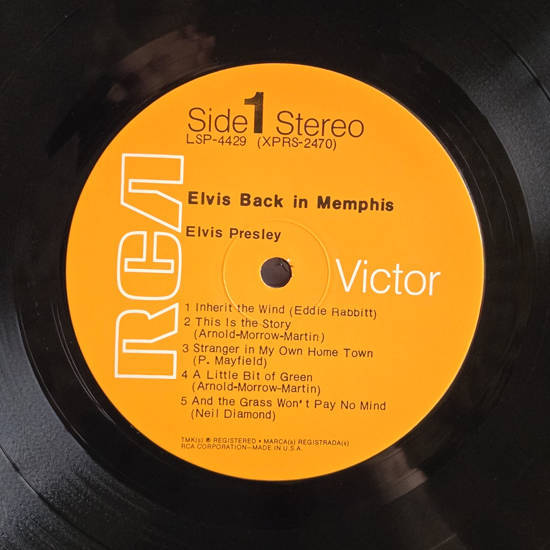 Side 1 Stereo
LSP-4429 (XPRS-2470)
Elvis Back in Memphis
Elvis Presley
RCA
Victor
1 Inherit the Wind (Eddie Rabbitt)
2 This Is the Story
(Arnold-Morrow-Martin)
3 Stranger in My Own Home Town
(P. Mayfield)
4 A Little Bit of Green
(Arnold-Morrow-Martin)
5 And the Grass Won't Pay No Mind
(Neil Diamond)
TMK(s) ® REGISTERED • MARCA(s) REGISTRADA(s)
RCA CORPORATION—MADE IN U.S.A.